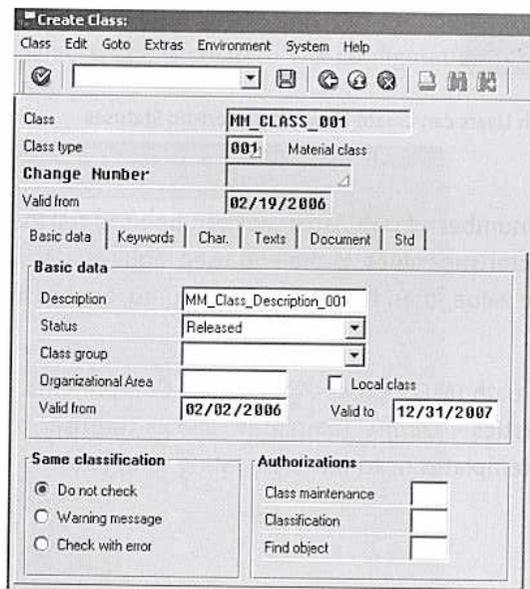 Create Class:
Class Edit Goto Extras Environment System Help
Class MM_CLASS_001
Class type 001 Material class
Change Number
Valid from 02/19/2006
Basic data Keywords Char. Texts Document Std
Basic data
Description MM_Class_Description_001
Status Released
Class group
Organizational Area Local class
Valid from 02/02/2006 Valid to 12/31/2007
Same classification
Do not check
Warning message
Check with error
Authorizations
Class maintenance
Classification
Find object